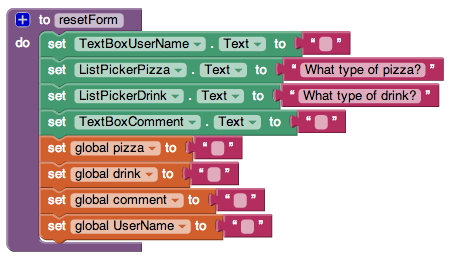 to resetForm
do set TextBoxUserName . Text to " "
set ListPickerPizza . Text to " What type of pizza? "
set ListPickerDrink . Text to " What type of drink? "
set TextBoxComment . Text to " "
set global pizza to " "
set global drink to " "
set global comment to " "
set global UserName to " "